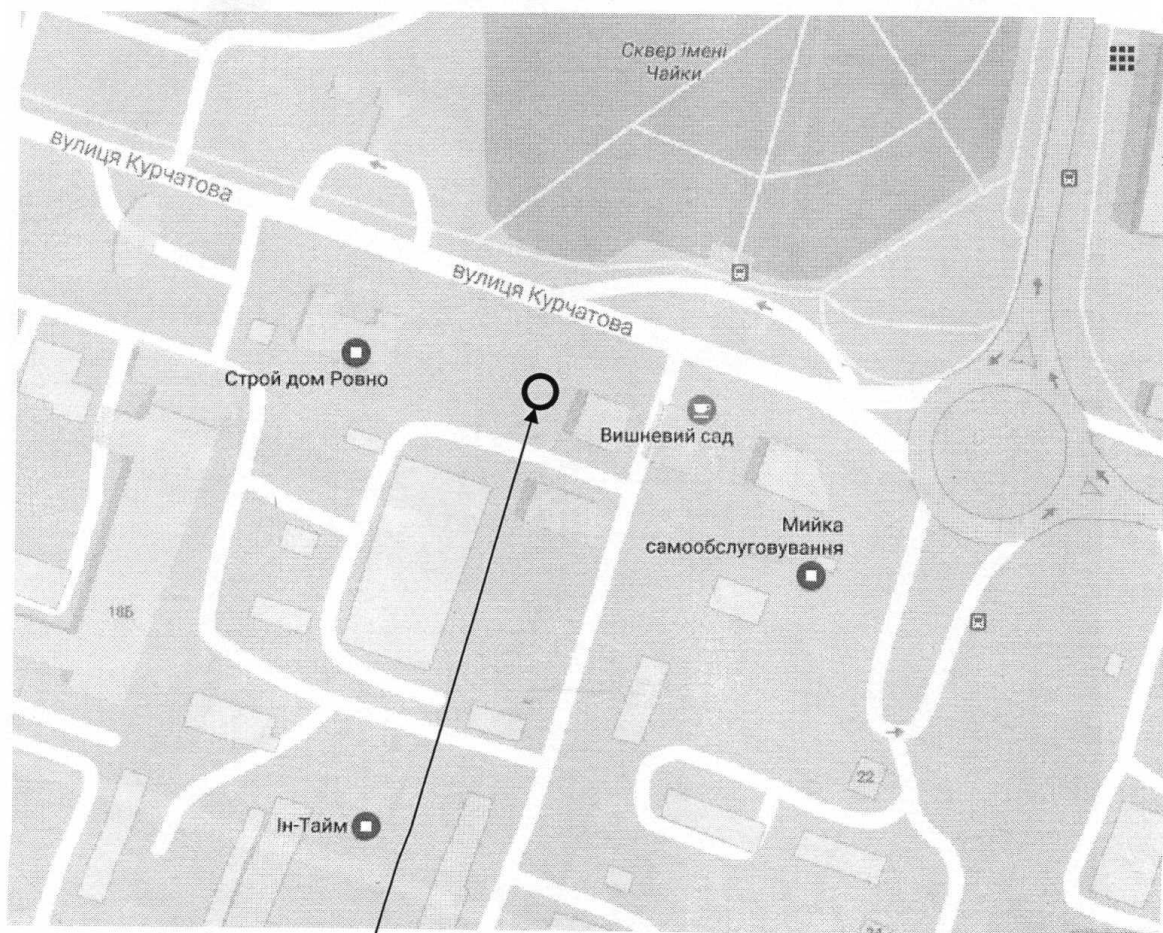 Сквер імені
Чайки
вулиця Курчатова
вулиця Курчатова
Строй дом Ровно
Вишневий сад
Мийка
самообслуговування
18Б
22
Ін-Тайм